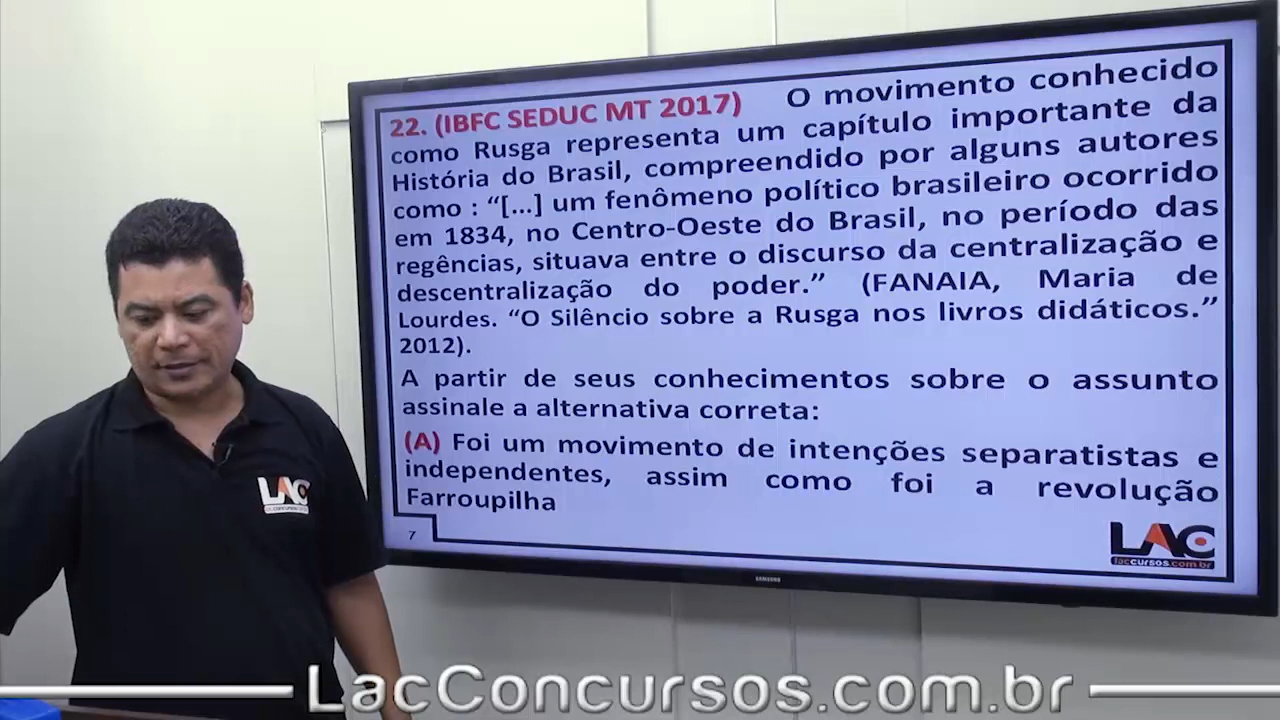 22. (IBFC SEDUC MT 2017) O movimento conhecido
como Rusga representa um capítulo importante da
História do Brasil, compreendido por alguns autores
como : “[...] um fenômeno político brasileiro ocorrido
em 1834, no Centro-Oeste do Brasil, no período das
regências, situava entre o discurso da centralização e
descentralização do poder.” (FANAIA, Maria de
Lourdes. “O Silêncio sobre a Rusga nos livros didáticos.”
2012).
A partir de seus conhecimentos sobre o assunto
assinale a alternativa correta:
(A) Foi um movimento de intenções separatistas e
independentes, assim como foi a revolução
Farroupilha
7
LAC
laccursos.com.br
SAMSUNG
LAC
LacConcursos.com.br